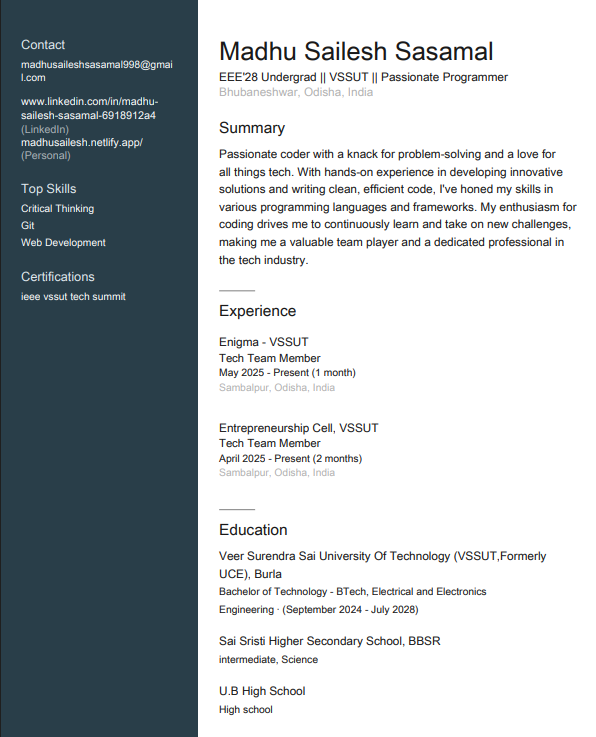 Contact
madhusaileshsasamal998@gmai
l.com
www.linkedin.com/in/madhu-
sailesh-sasamal-6918912a4
(LinkedIn)
madhusailesh.netlify.app/
(Personal)
Top Skills
Critical Thinking
Git
Web Development
Certifications
ieee vssut tech summit
Madhu Sailesh Sasamal
EEE'28 Undergrad || VSSUT || Passionate Programmer
Bhubaneshwar, Odisha, India
Summary
Passionate coder with a knack for problem-solving and a love for
all things tech. With hands-on experience in developing innovative
solutions and writing clean, efficient code, I've honed my skills in
various programming languages and frameworks. My enthusiasm for
coding drives me to continuously learn and take on new challenges,
making me a valuable team player and a dedicated professional in
the tech industry.
Experience
Enigma - VSSUT
Tech Team Member
May 2025 - Present (1 month)
Sambalpur, Odisha, India
Entrepreneurship Cell, VSSUT
Tech Team Member
April 2025 - Present (2 months)
Sambalpur, Odisha, India
Education
Veer Surendra Sai University Of Technology (VSSUT,Formerly
UCE), Burla
Bachelor of Technology - BTech, Electrical and Electronics
Engineering · (September 2024 - July 2028)
Sai Sristi Higher Secondary School, BBSR
intermediate, Science
U.B High School
High school